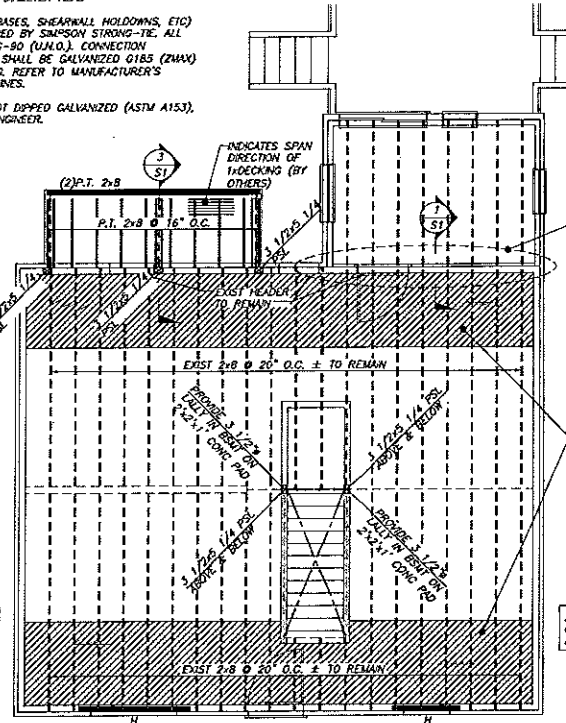 BASES, SHEARWALL HOLDOWNS, ETC)
RED BY SIMPSON STRONG-TIE. ALL
G-90 (U.N.O.). CONNECTION
SHALL BE GALVANIZED G185 (ZMAX)
REFER TO MANUFACTURER'S
INES.
OT DIPPED GALVANIZED (ASTM A153),
NGINEER.
3
S1
INDICATES SPAN
DIRECTION OF
1xDECKING (BY
OTHERS)
(2)P.T. 2x8
P.T. 2x8 @ 16" O.C.
1
S1
3 1/2x5 1/4
PSL
EXIST HEADER
TO REMAIN
EXIST 2x8 @ 20" O.C. ± TO REMAIN
PROVIDE 3 1/2"ø
LALLY IN BSMT ON
2'x2'x1' CONC PAD
3 1/2x5 1/4 PSL
ABOVE & BELOW
3 1/2x5 1/4 PSL
ABOVE & BELOW
PROVIDE 3 1/2"ø
LALLY IN BSMT ON
2'x2'x1' CONC PAD
EXIST 2x8 @ 20" O.C. ± TO REMAIN
H
H